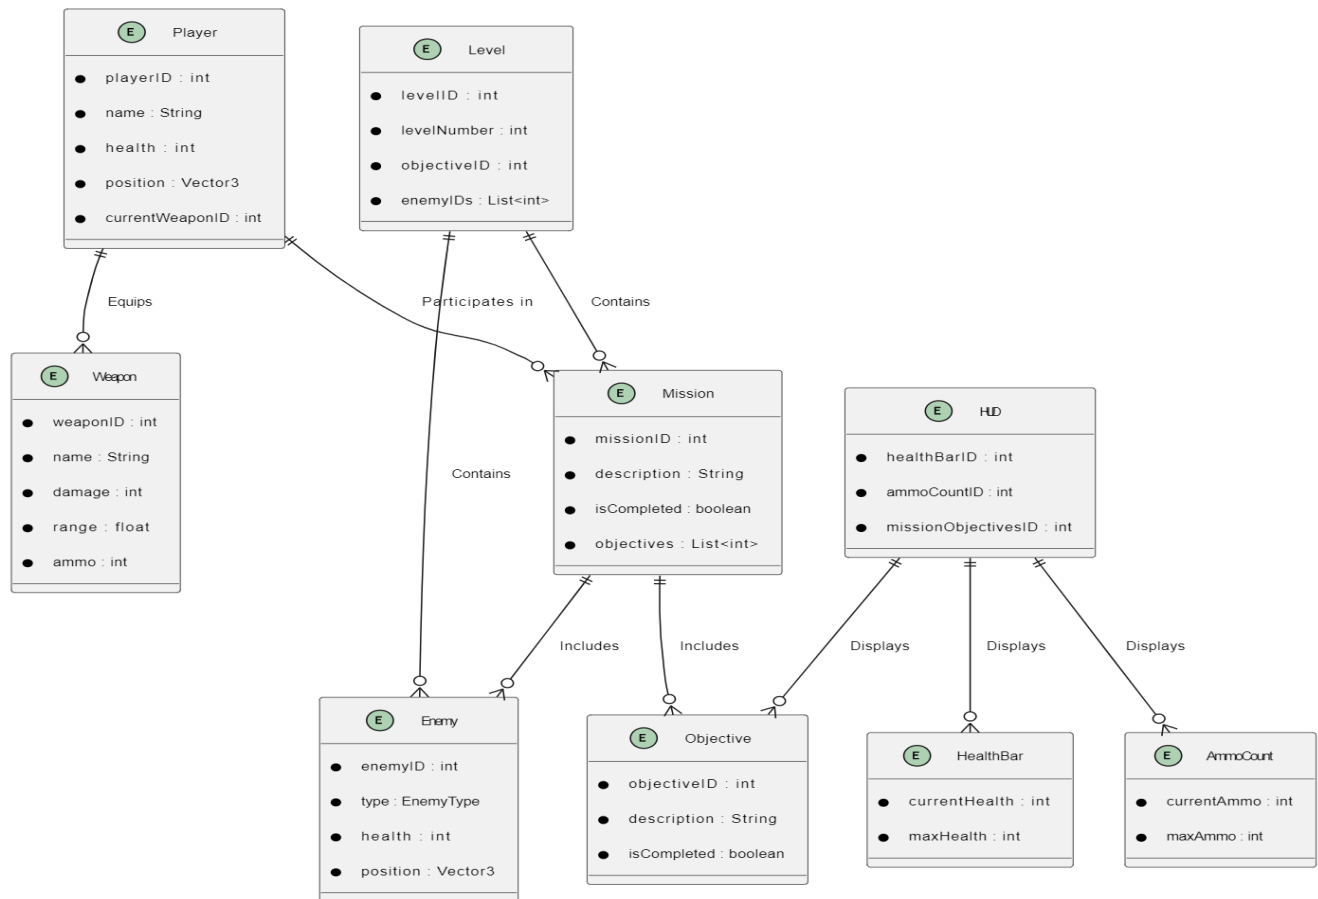 E Player
playerID : int
name : String
health : int
position : Vector3
currentWeaponID : int
E Level
levelID : int
levelNumber : int
objectiveID : int
enemyIDs : List<int>
Equips
Participates in
Contains
E Weapon
weaponID : int
name : String
damage : int
range : float
ammo : int
E Mission
missionID : int
description : String
isCompleted : boolean
objectives : List<int>
E HUD
healthBarID : int
ammoCountID : int
missionObjectivesID : int
Contains
Includes
Includes
Displays
Displays
Displays
E Enemy
enemyID : int
type : EnemyType
health : int
position : Vector3
E Objective
objectiveID : int
description : String
isCompleted : boolean
E HealthBar
currentHealth : int
maxHealth : int
E AmmoCount
currentAmmo : int
maxAmmo : int